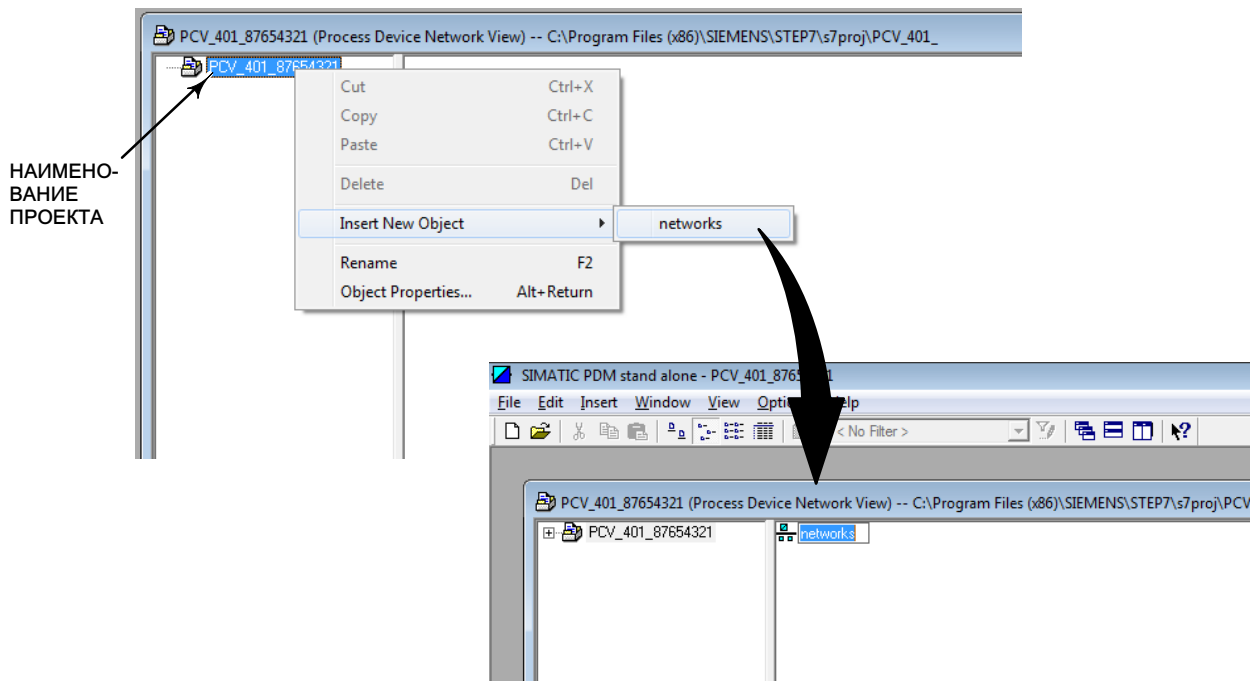 PCV_401_87654321 (Process Device Network View) -- C:\Program Files (x86)\SIEMENS\STEP7\s7proj\PCV_401_
PCV_401_87654321
Cut Ctrl+X
Copy Ctrl+C
Paste Ctrl+V
Delete Del
Insert New Object networks
Rename F2
Object Properties... Alt+Return
НАИМЕНО-
ВАНИЕ
ПРОЕКТА
SIMATIC PDM stand alone - PCV_401_87654321
File Edit Insert Window View
< No Filter >
PCV_401_87654321 (Process Device Network View) -- C:\Program Files (x86)\SIEMENS\STEP7\s7proj\PCV
PCV_401_87654321 networks